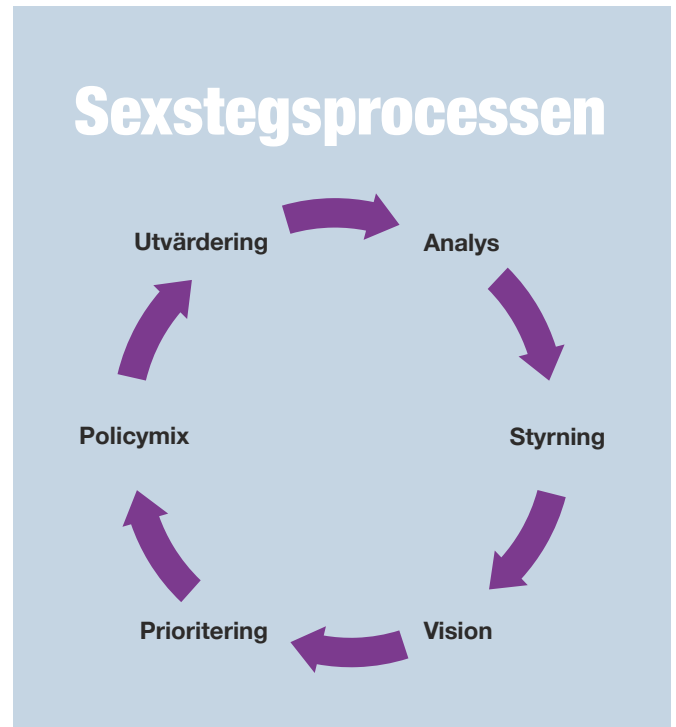 Sexstegsprocessen
Utvärdering
Analys
Styrning
Vision
Prioritering
Policymix